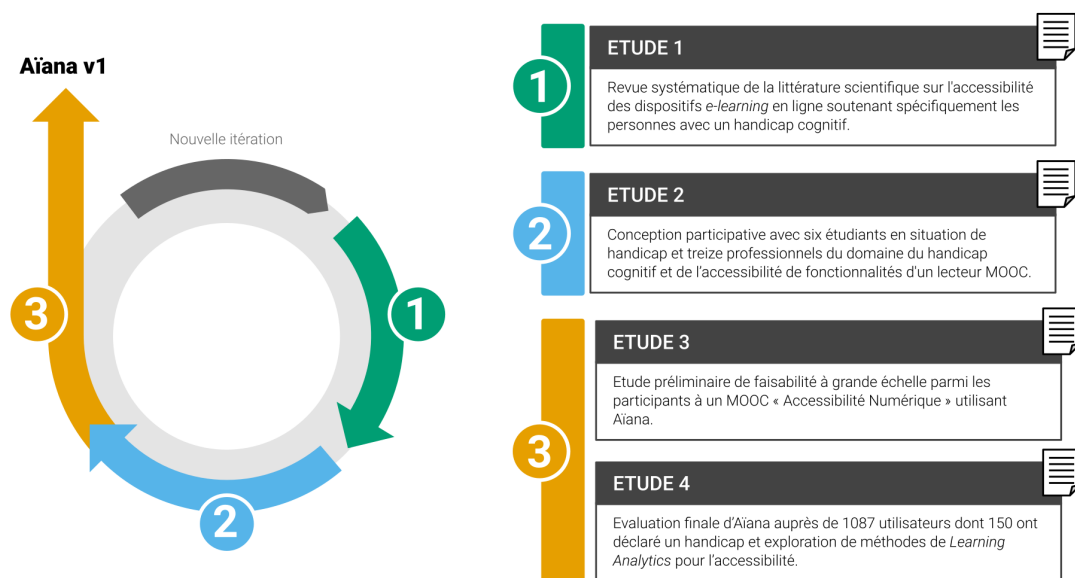 Aïana v1
Nouvelle itération
1
2
3
1
ETUDE 1
Revue systématique de la littérature scientifique sur l'accessibilité
des dispositifs e-learning en ligne soutenant spécifiquement les
personnes avec un handicap cognitif.
2
ETUDE 2
Conception participative avec six étudiants en situation de
handicap et treize professionnels du domaine du handicap
cognitif et de l'accessibilité de fonctionnalités d'un lecteur MOOC.
3
ETUDE 3
Etude préliminaire de faisabilité à grande échelle parmi les
participants à un MOOC « Accessibilité Numérique » utilisant
Aïana.
ETUDE 4
Evaluation finale d'Aïana auprès de 1087 utilisateurs dont 150 ont
déclaré un handicap et exploration de méthodes de Learning
Analytics pour l'accessibilité.